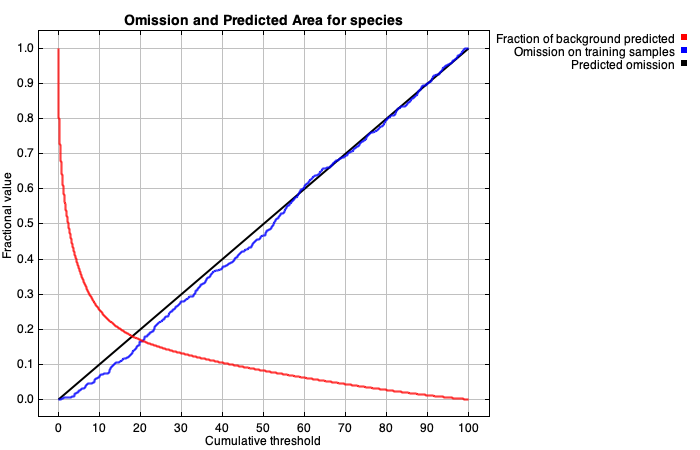 Omission and Predicted Area for species
Fraction of background predicted
Omission on training samples
Predicted omission
Fractional value
1.0
0.9
0.8
0.7
0.6
0.5
0.4
0.3
0.2
0.1
0.0
0 10 20 30 40 50 60 70 80 90 100
Cumulative threshold